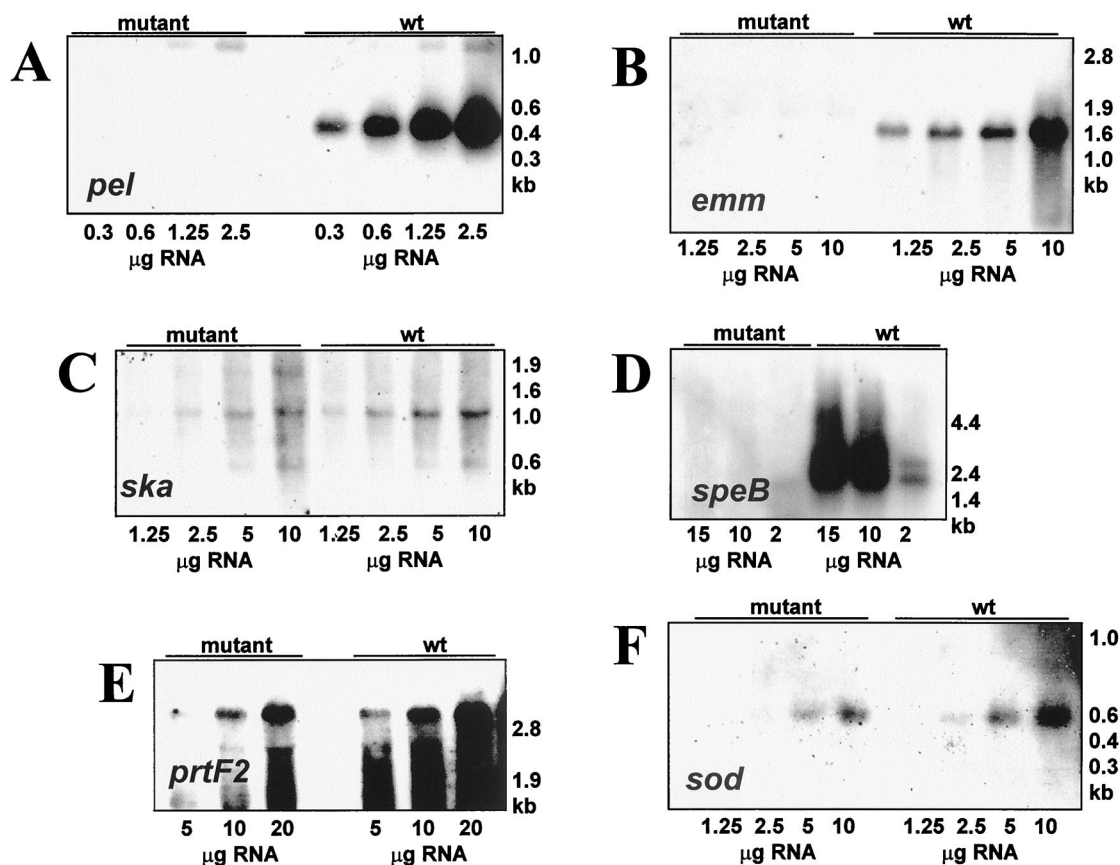 A
mutant wt
1.0
0.6
0.4
0.3
kb
pel
0.3 0.6 1.25 2.5 0.3 0.6 1.25 2.5
µg RNA µg RNA
B
mutant wt
2.8
1.9
1.6
1.0
kb
emm
1.25 2.5 5 10 1.25 2.5 5 10
µg RNA µg RNA
C
mutant wt
1.9
1.6
1.0
0.6
kb
ska
1.25 2.5 5 10 1.25 2.5 5 10
µg RNA µg RNA
D
mutant wt
4.4
2.4
1.4
kb
speB
15 10 2 15 10 2
µg RNA µg RNA
E
mutant wt
2.8
1.9
kb
prtF2
5 10 20 5 10 20
µg RNA µg RNA
F
mutant wt
1.0
0.6
0.4
0.3
kb
sod
1.25 2.5 5 10 1.25 2.5 5 10
µg RNA µg RNA